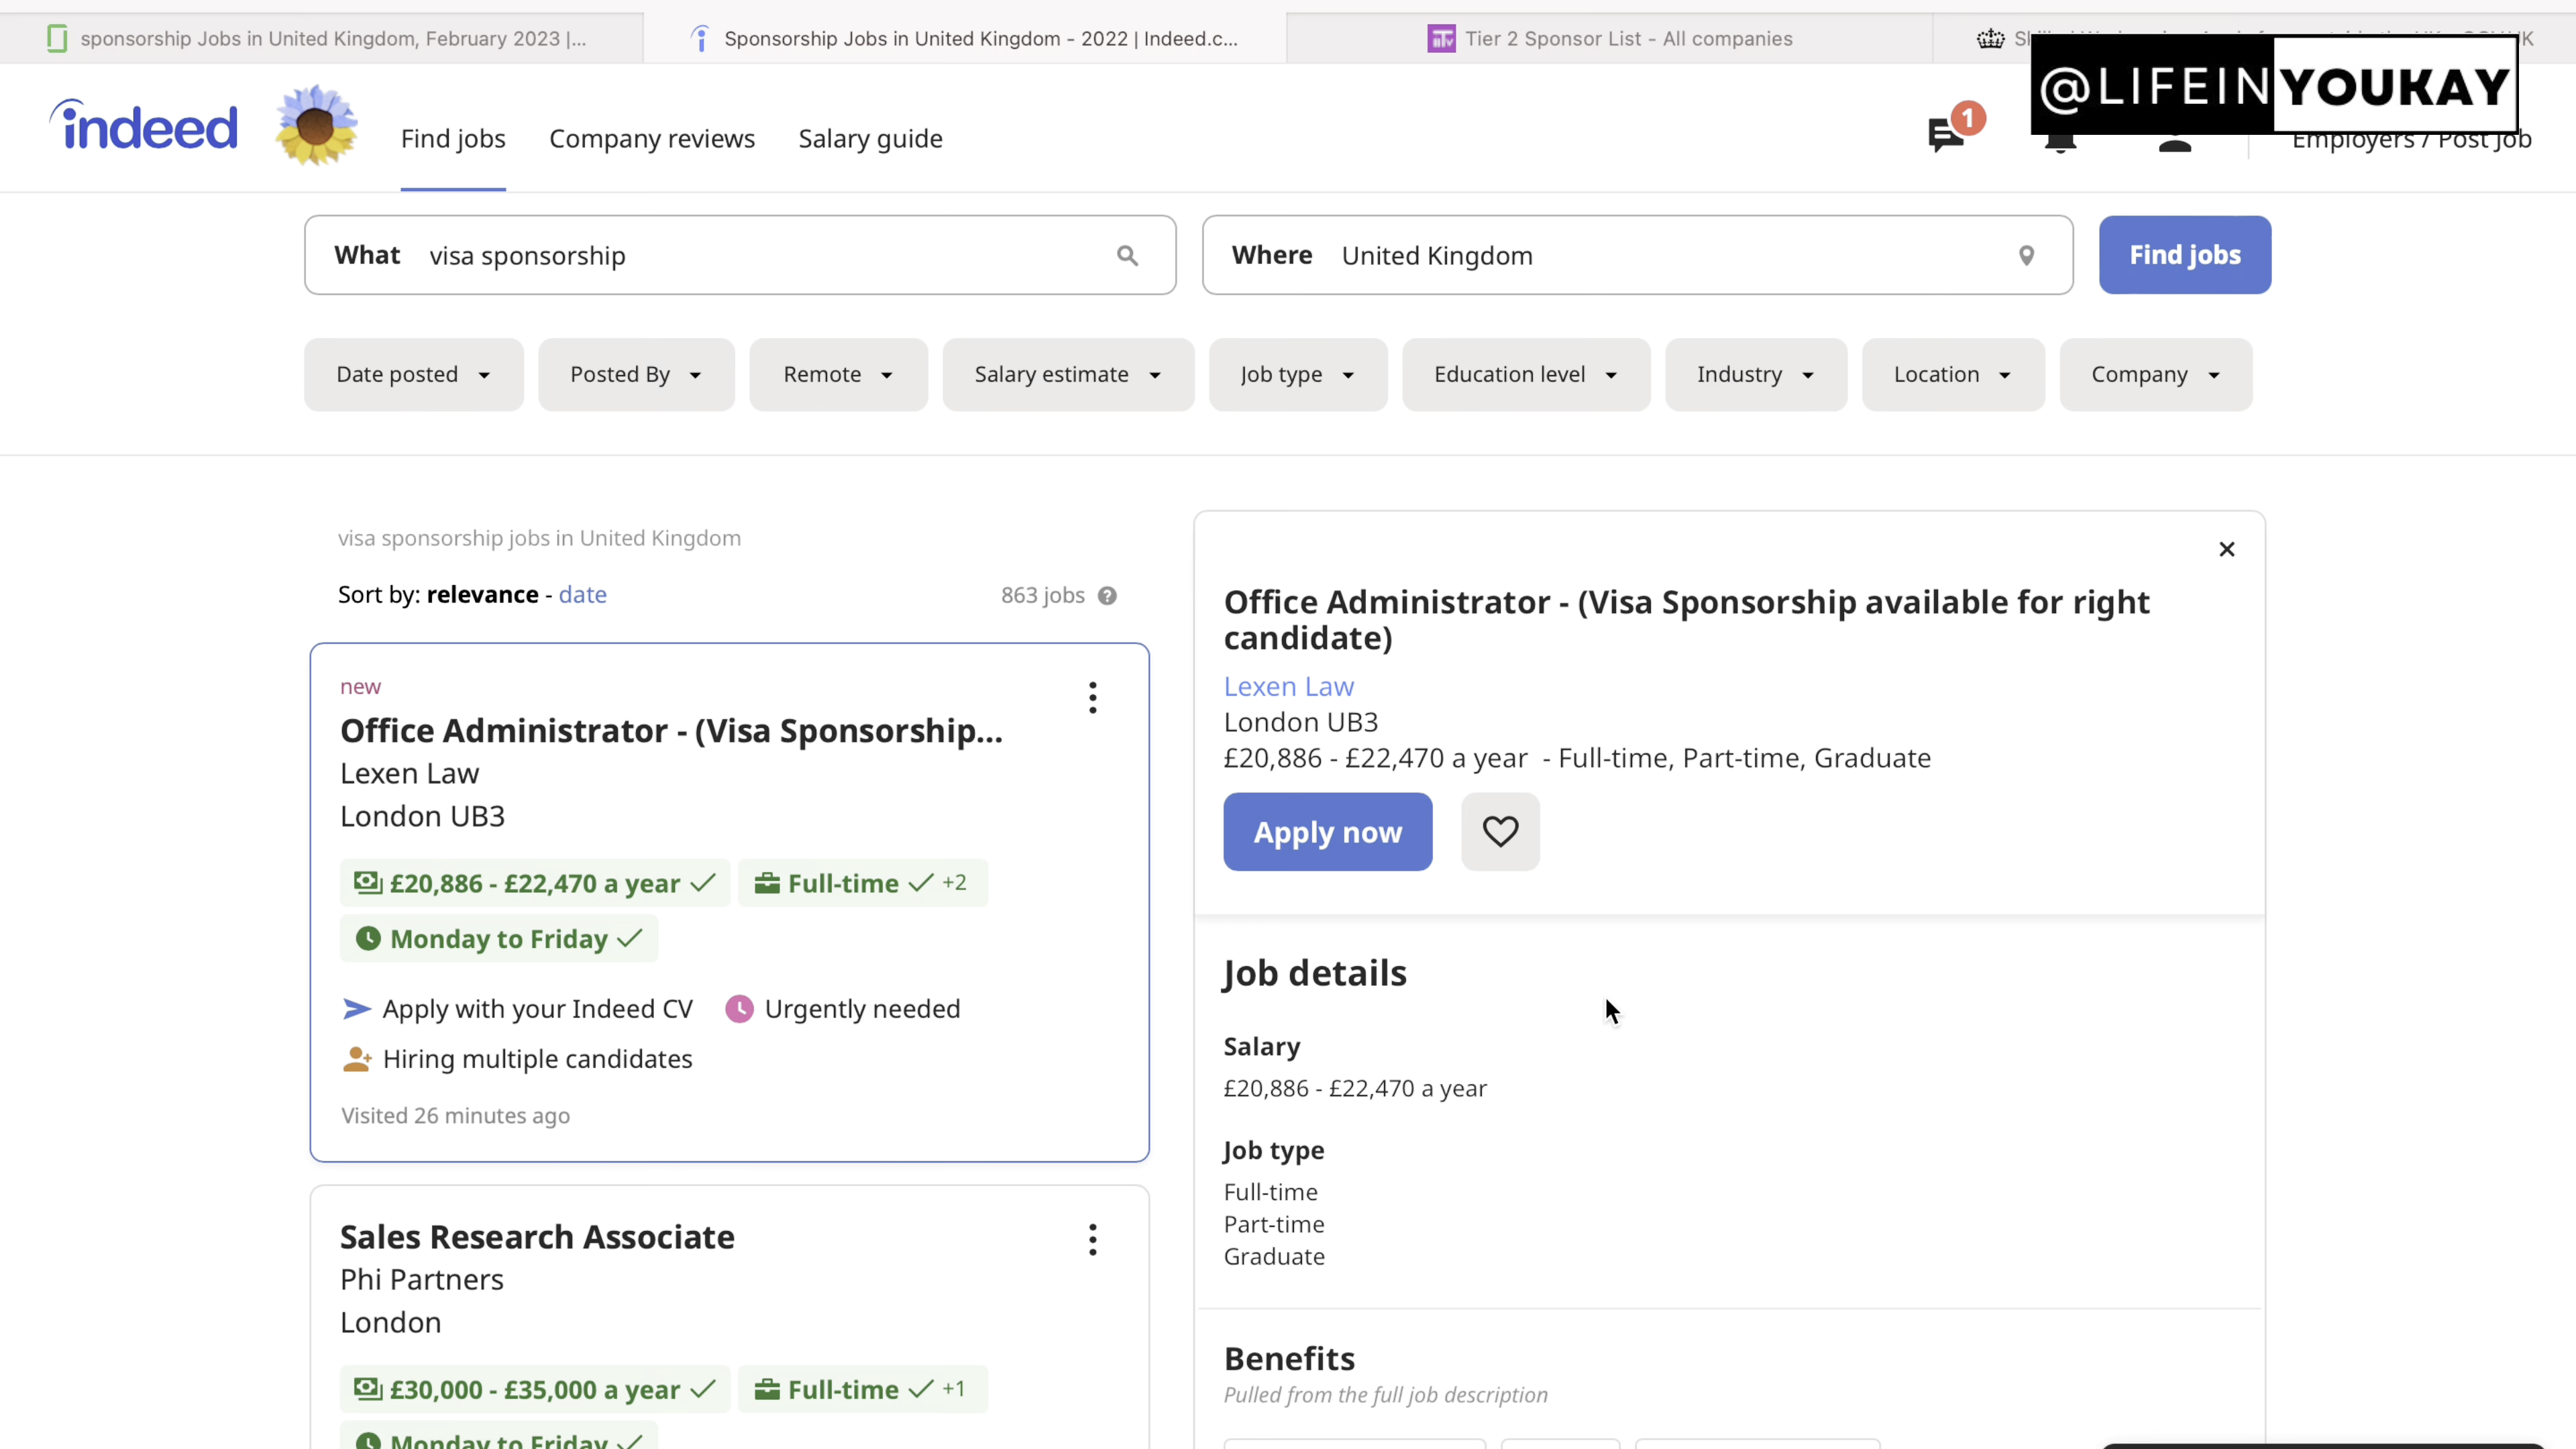 sponsorship Jobs in United Kingdom, February 2023 |...
Sponsorship Jobs in United Kingdom - 2022 | Indeed.c...
Tier 2 Sponsor List - All companies
@LIFEINYOUKAY
indeed
Find jobs
Company reviews
Salary guide
1
Employers / Post Job
What visa sponsorship
Where United Kingdom
Find jobs
Date posted
Posted By
Remote
Salary estimate
Job type
Education level
Industry
Location
Company
visa sponsorship jobs in United Kingdom
Sort by: relevance - date
863 jobs
new
Office Administrator - (Visa Sponsorship...
Lexen Law
London UB3
£20,886 - £22,470 a year
Full-time +2
Monday to Friday
Apply with your Indeed CV
Urgently needed
Hiring multiple candidates
Visited 26 minutes ago
Sales Research Associate
Phi Partners
London
£30,000 - £35,000 a year
Full-time +1
Monday to Friday
Office Administrator - (Visa Sponsorship available for right
candidate)
Lexen Law
London UB3
£20,886 - £22,470 a year - Full-time, Part-time, Graduate
Apply now
Job details
Salary
£20,886 - £22,470 a year
Job type
Full-time
Part-time
Graduate
Benefits
Pulled from the full job description